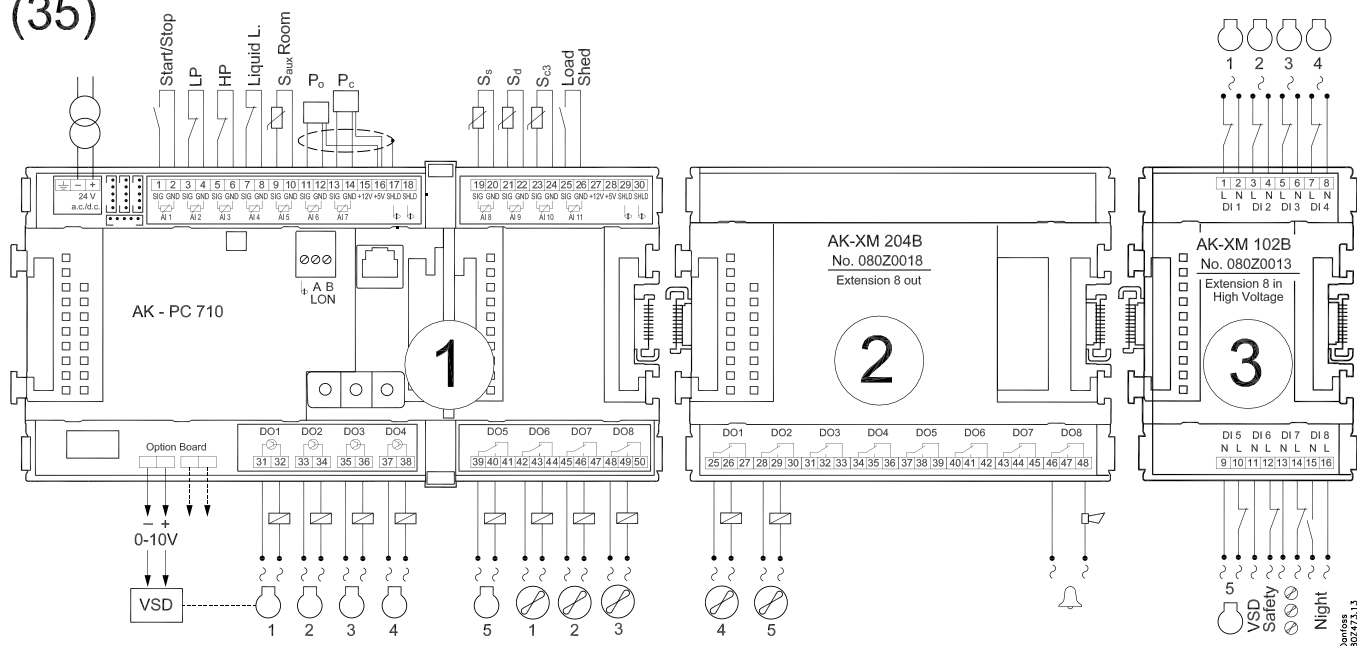 (35)
Start/Stop
LP
HP
Liquid L.
Saux Room
Po
Pc
Ss
Sd
Sc3
Load
Shed
1 2 3 4
– +
24 V
a.c./d.c.
1 2 3 4 5 6 7 8 9 10 11 12 13 14 15 16 17 18
SIG GND SIG GND SIG GND SIG GND SIG GND SIG GND SIG GND +12V +5V SHLD SHLD
AI 1 AI 2 AI 3 AI 4 AI 5 AI 6 AI 7
19 20 21 22 23 24 25 26 27 28 29 30
SIG GND SIG GND SIG GND SIG GND +12V +5V SHLD SHLD
AI 8 AI 9 AI 10 AI 11
1 2 3 4 5 6 7 8
L N L N L N L N
DI 1 DI 2 DI 3 DI 4
A B
LON
AK - PC 710
1
AK-XM 204B
No. 080Z0018
Extension 8 out
2
AK-XM 102B
No. 080Z0013
Extension 8 in
High Voltage
3
Option Board
DO1 DO2 DO3 DO4
31 32 33 34 35 36 37 38
DO5 DO6 DO7 DO8
39 40 41 42 43 44 45 46 47 48 49 50
DO1 DO2 DO3 DO4 DO5 DO6 DO7 DO8
25 26 27 28 29 30 31 32 33 34 35 36 37 38 39 40 41 42 43 44 45 46 47 48
DI 5 DI 6 DI 7 DI 8
N L N L N L N L
9 10 11 12 13 14 15 16
– +
0-10V
VSD
1 2 3 4
5 1 2 3
4 5
5
VSD
Safety
Night
Danfoss
80Z473.13